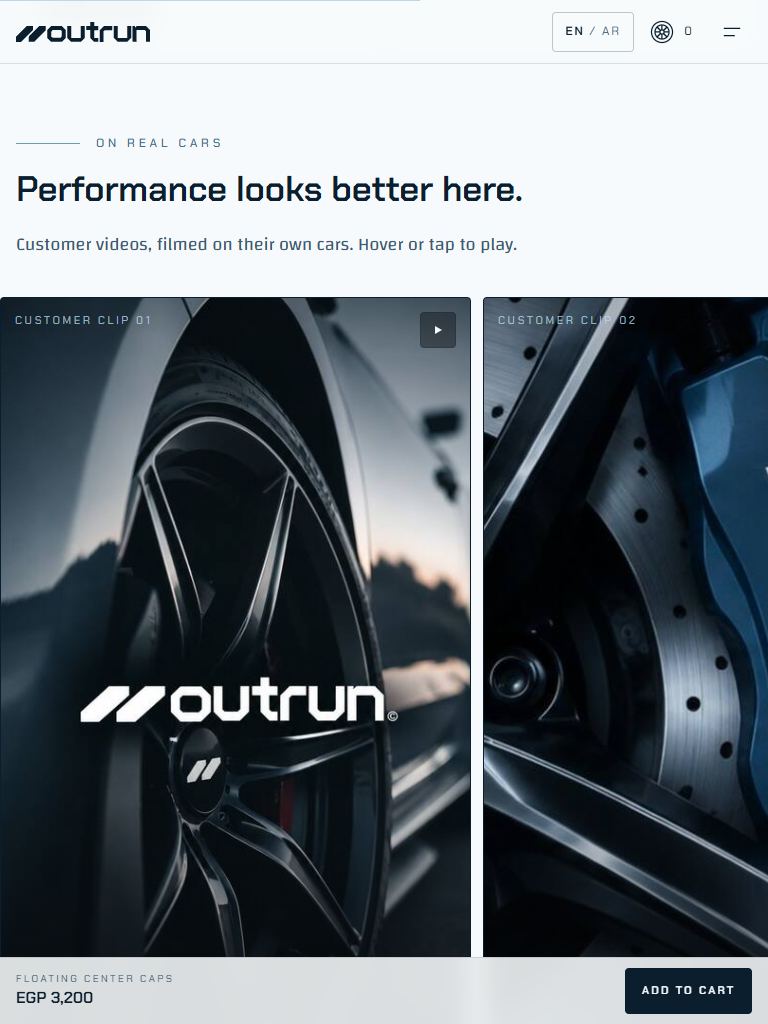 outrun
EN / AR
0
ON REAL CARS
Performance looks better here.
Customer videos, filmed on their own cars. Hover or tap to play.
CUSTOMER CLIP 01
CUSTOMER CLIP 02
outrun©
FLOATING CENTER CAPS
EGP 3,200
ADD TO CART